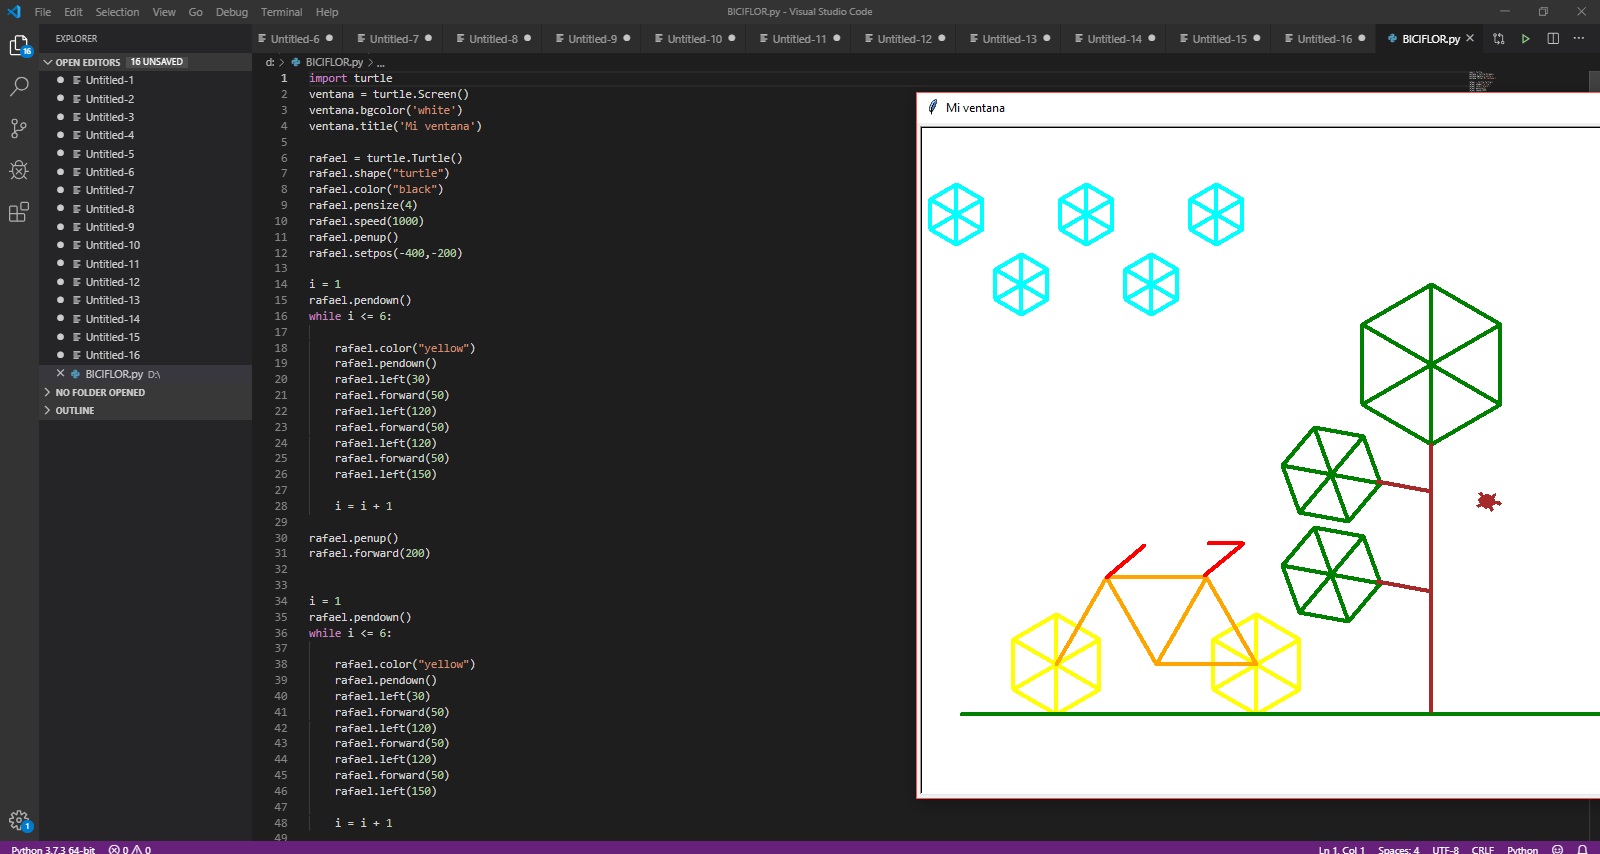 File Edit Selection View Go Debug Terminal Help
BICIFLOR.py - Visual Studio Code
EXPLORER
Untitled-6 Untitled-7 Untitled-8 Untitled-9 Untitled-10 Untitled-11 Untitled-12 Untitled-13 Untitled-14 Untitled-15 Untitled-16 BICIFLOR.py
16
OPEN EDITORS 16 UNSAVED
Untitled-1
Untitled-2
Untitled-3
Untitled-4
Untitled-5
Untitled-6
Untitled-7
Untitled-8
Untitled-9
Untitled-10
Untitled-11
Untitled-12
Untitled-13
Untitled-14
Untitled-15
Untitled-16
BICIFLOR.py D:\
NO FOLDER OPENED
OUTLINE
1
d: > BICIFLOR.py > ...
1 import turtle
2 ventana = turtle.Screen()
3 ventana.bgcolor('white')
4 ventana.title('Mi ventana')
5
6 rafael = turtle.Turtle()
7 rafael.shape("turtle")
8 rafael.color("black")
9 rafael.pensize(4)
10 rafael.speed(1000)
11 rafael.penup()
12 rafael.setpos(-400,-200)
13
14 i = 1
15 rafael.pendown()
16 while i <= 6:
17
18 rafael.color("yellow")
19 rafael.pendown()
20 rafael.left(30)
21 rafael.forward(50)
22 rafael.left(120)
23 rafael.forward(50)
24 rafael.left(120)
25 rafael.forward(50)
26 rafael.left(150)
27
28 i = i + 1
29
30 rafael.penup()
31 rafael.forward(200)
32
33
34 i = 1
35 rafael.pendown()
36 while i <= 6:
37
38 rafael.color("yellow")
39 rafael.pendown()
40 rafael.left(30)
41 rafael.forward(50)
42 rafael.left(120)
43 rafael.forward(50)
44 rafael.left(120)
45 rafael.forward(50)
46 rafael.left(150)
47
48 i = i + 1
49
Mi ventana
Python 3.7.3 64-bit 0 0
Ln 1, Col 1 Spaces: 4 UTF-8 CRLF Python